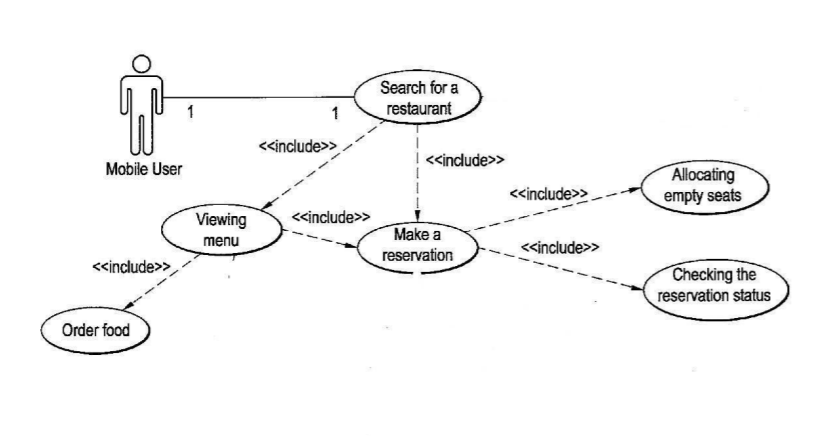 Search for a
restaurant
1
1
Mobile User
<<include>>
<<include>>
Allocating
empty seats
<<include>>
Viewing
menu
<<include>>
Make a
reservation
<<include>>
<<include>>
Checking the
reservation status
Order food